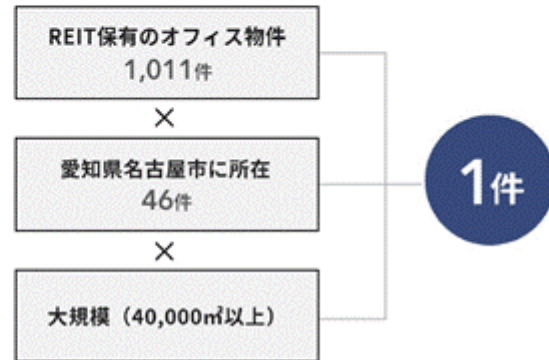 REIT保有のオフィス物件
1,011件
×
愛知県名古屋市に所在
46件
×
大規模（40,000㎡以上）
1件